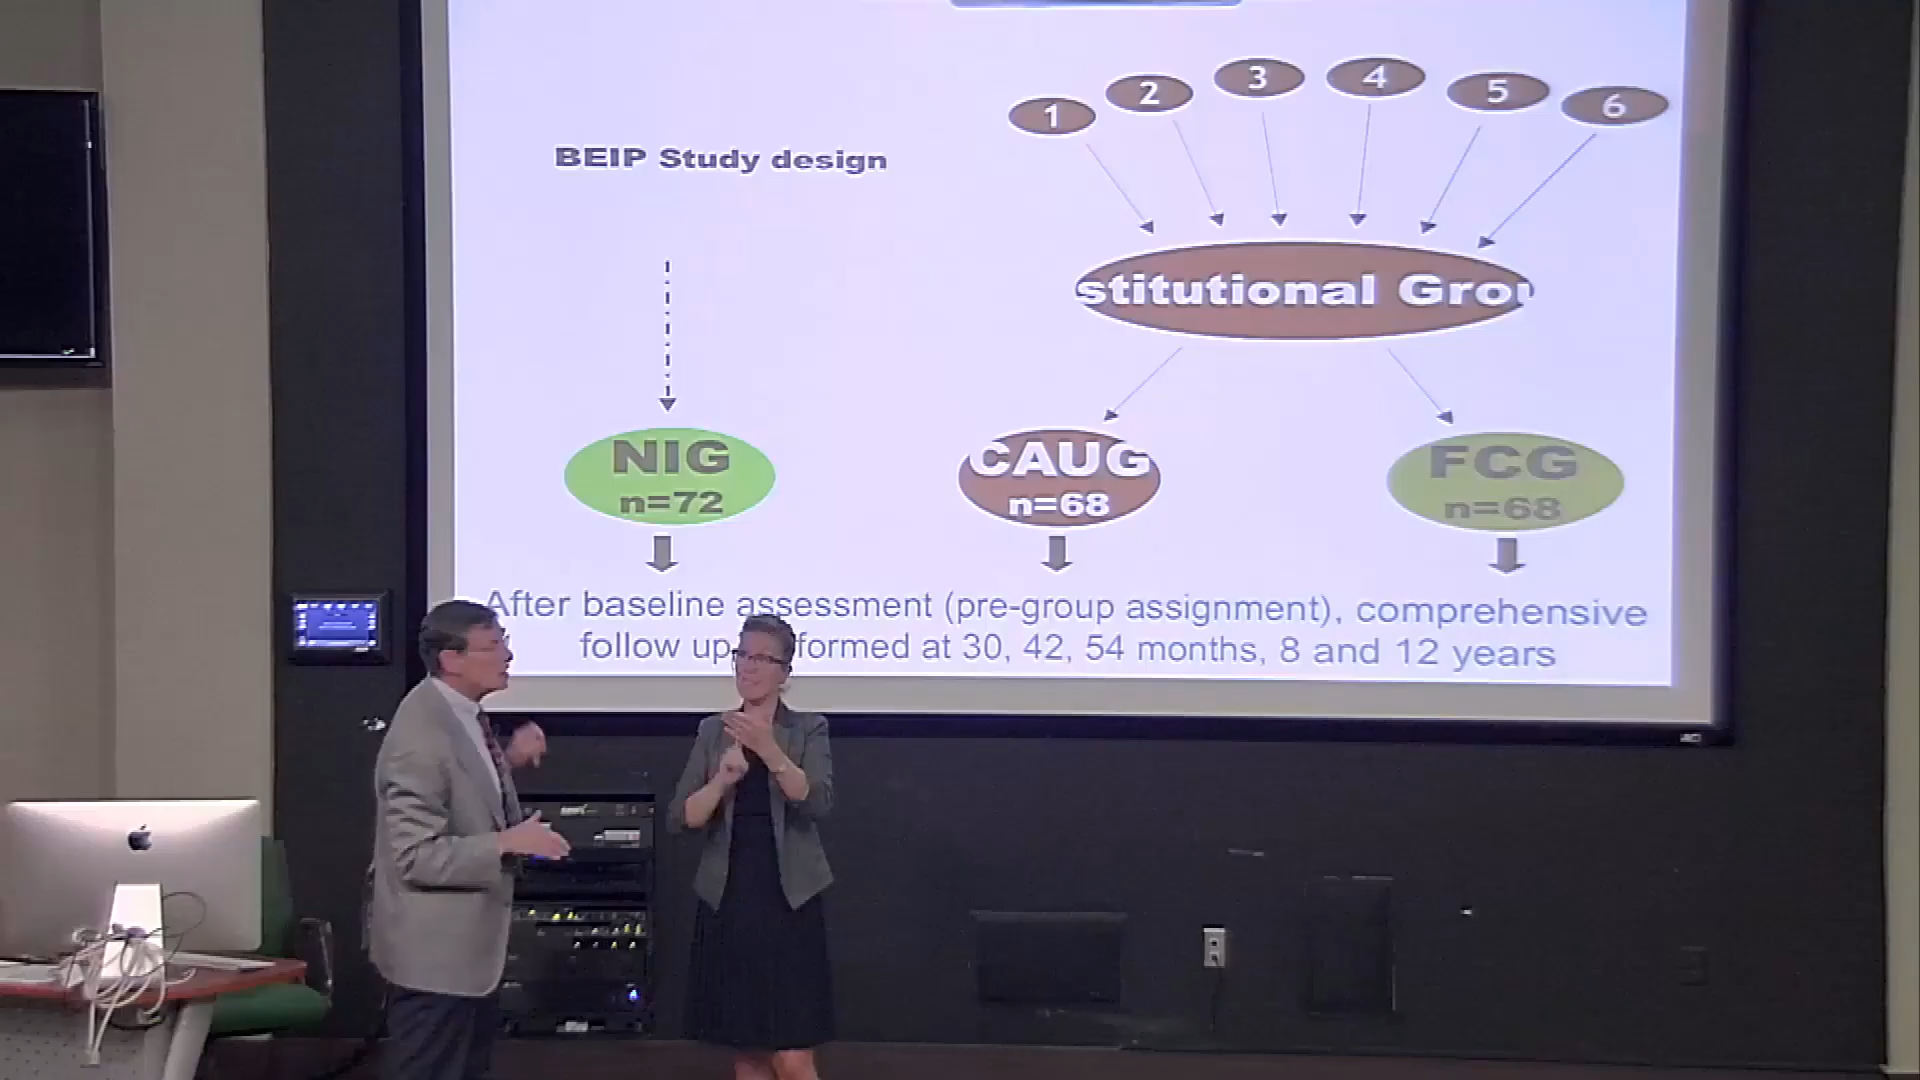 1 2 3 4 5 6
BEIP Study design
stitutional Grou
NIG
n=72
CAUG
n=68
FCG
n=68
After baseline assessment (pre-group assignment), comprehensive
follow up formed at 30, 42, 54 months, 8 and 12 years